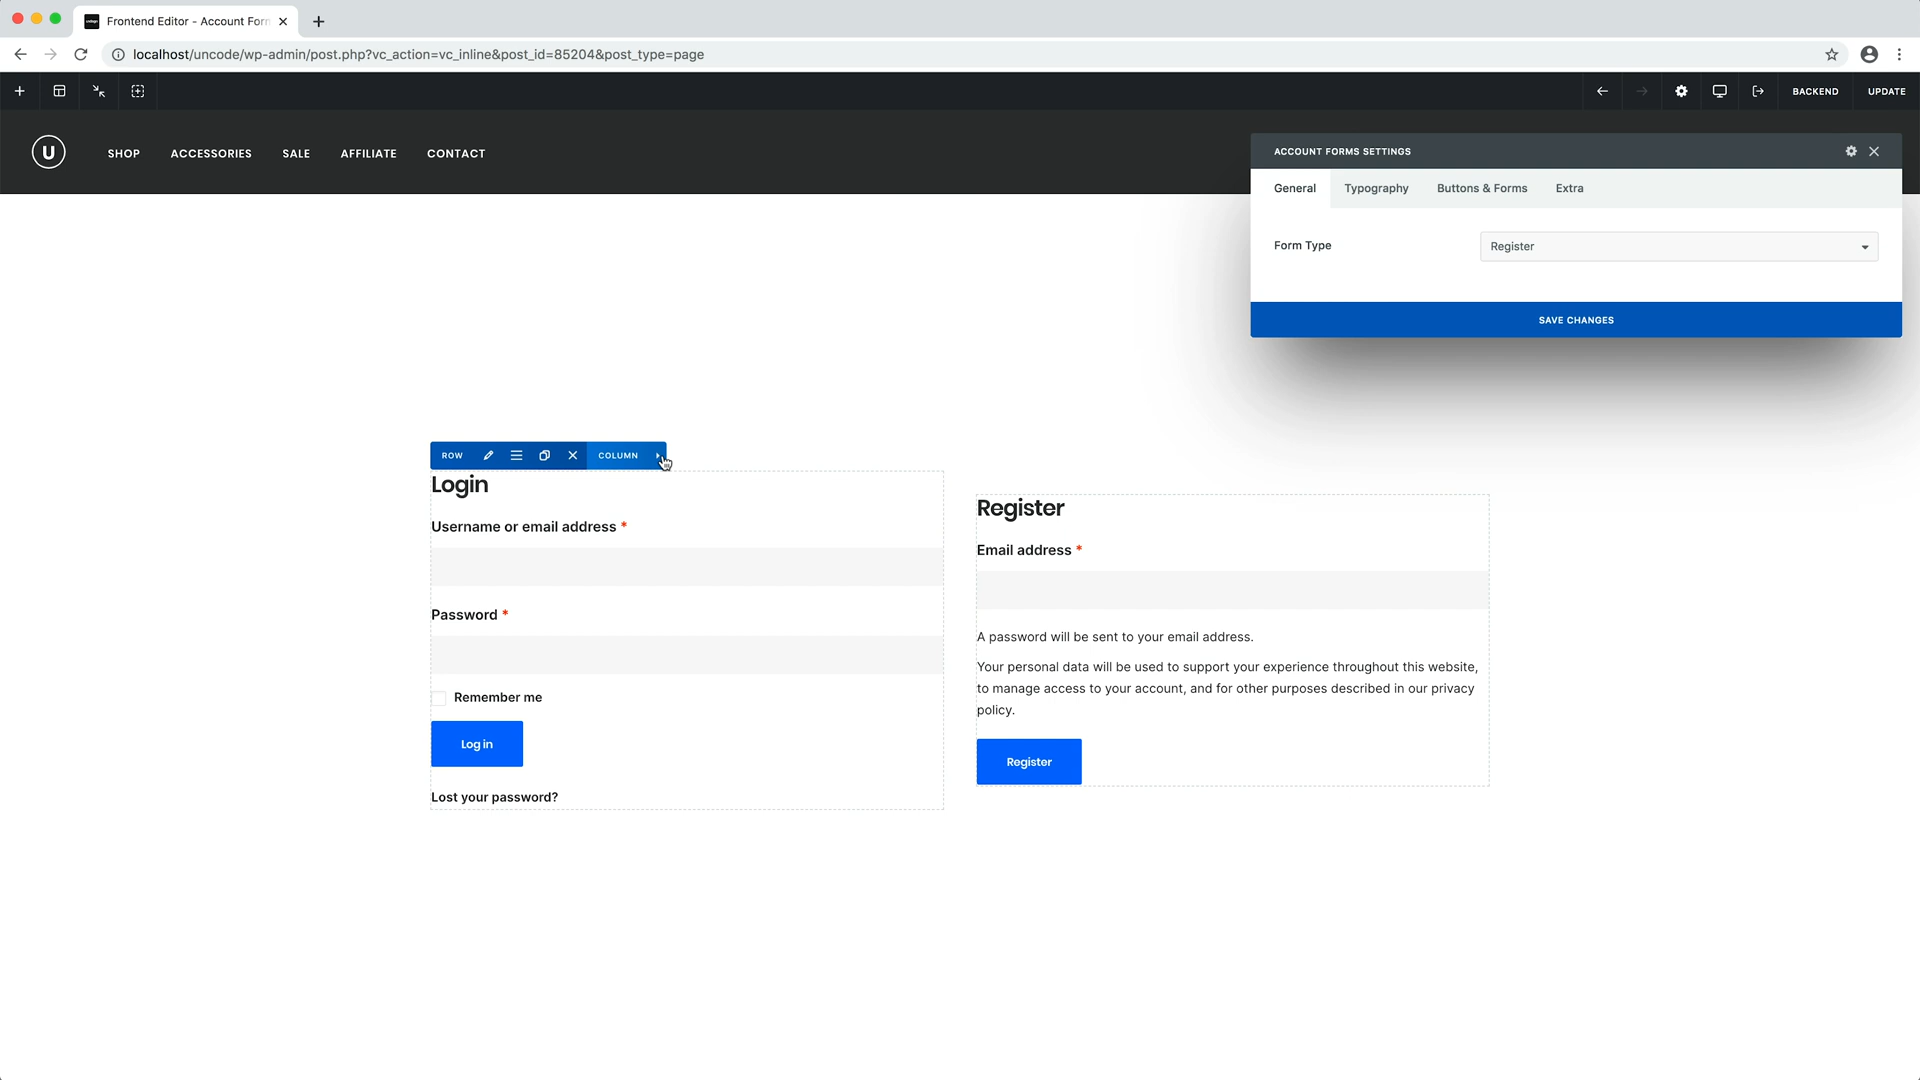 Frontend Editor - Account Form
localhost/uncode/wp-admin/post.php?vc_action=vc_inline&post_id=85204&post_type=page
BACKEND
UPDATE
U
SHOP
ACCESSORIES
SALE
AFFILIATE
CONTACT
ACCOUNT FORMS SETTINGS
General
Typography
Buttons & Forms
Extra
Form Type
Register
SAVE CHANGES
ROW
COLUMN
Login
Username or email address *
Password *
Remember me
Log in
Lost your password?
Register
Email address *
A password will be sent to your email address.
Your personal data will be used to support your experience throughout this website,
to manage access to your account, and for other purposes described in our privacy
policy.
Register